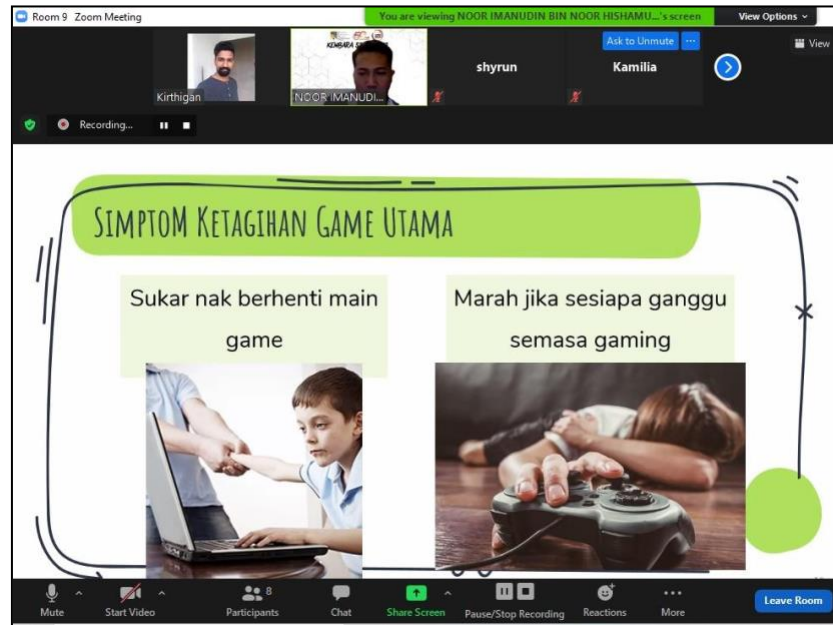 Room 9 Zoom Meeting
You are viewing NOOR IMANUDIN BIN NOOR HISHAMU...'s screen
View Options
View
Kirthigan
KEMBARA
NOOR IMANUDI...
shyrun
Ask to Unmute ...
Kamilia
Recording...
SIMPTOM KETAGIHAN GAME UTAMA
Sukar nak berhenti main
game
Marah jika sesiapa ganggu
semasa gaming
Mute
Start Video
Participants
8
Chat
Share Screen
Pause/Stop Recording
Reactions
More
Leave Room